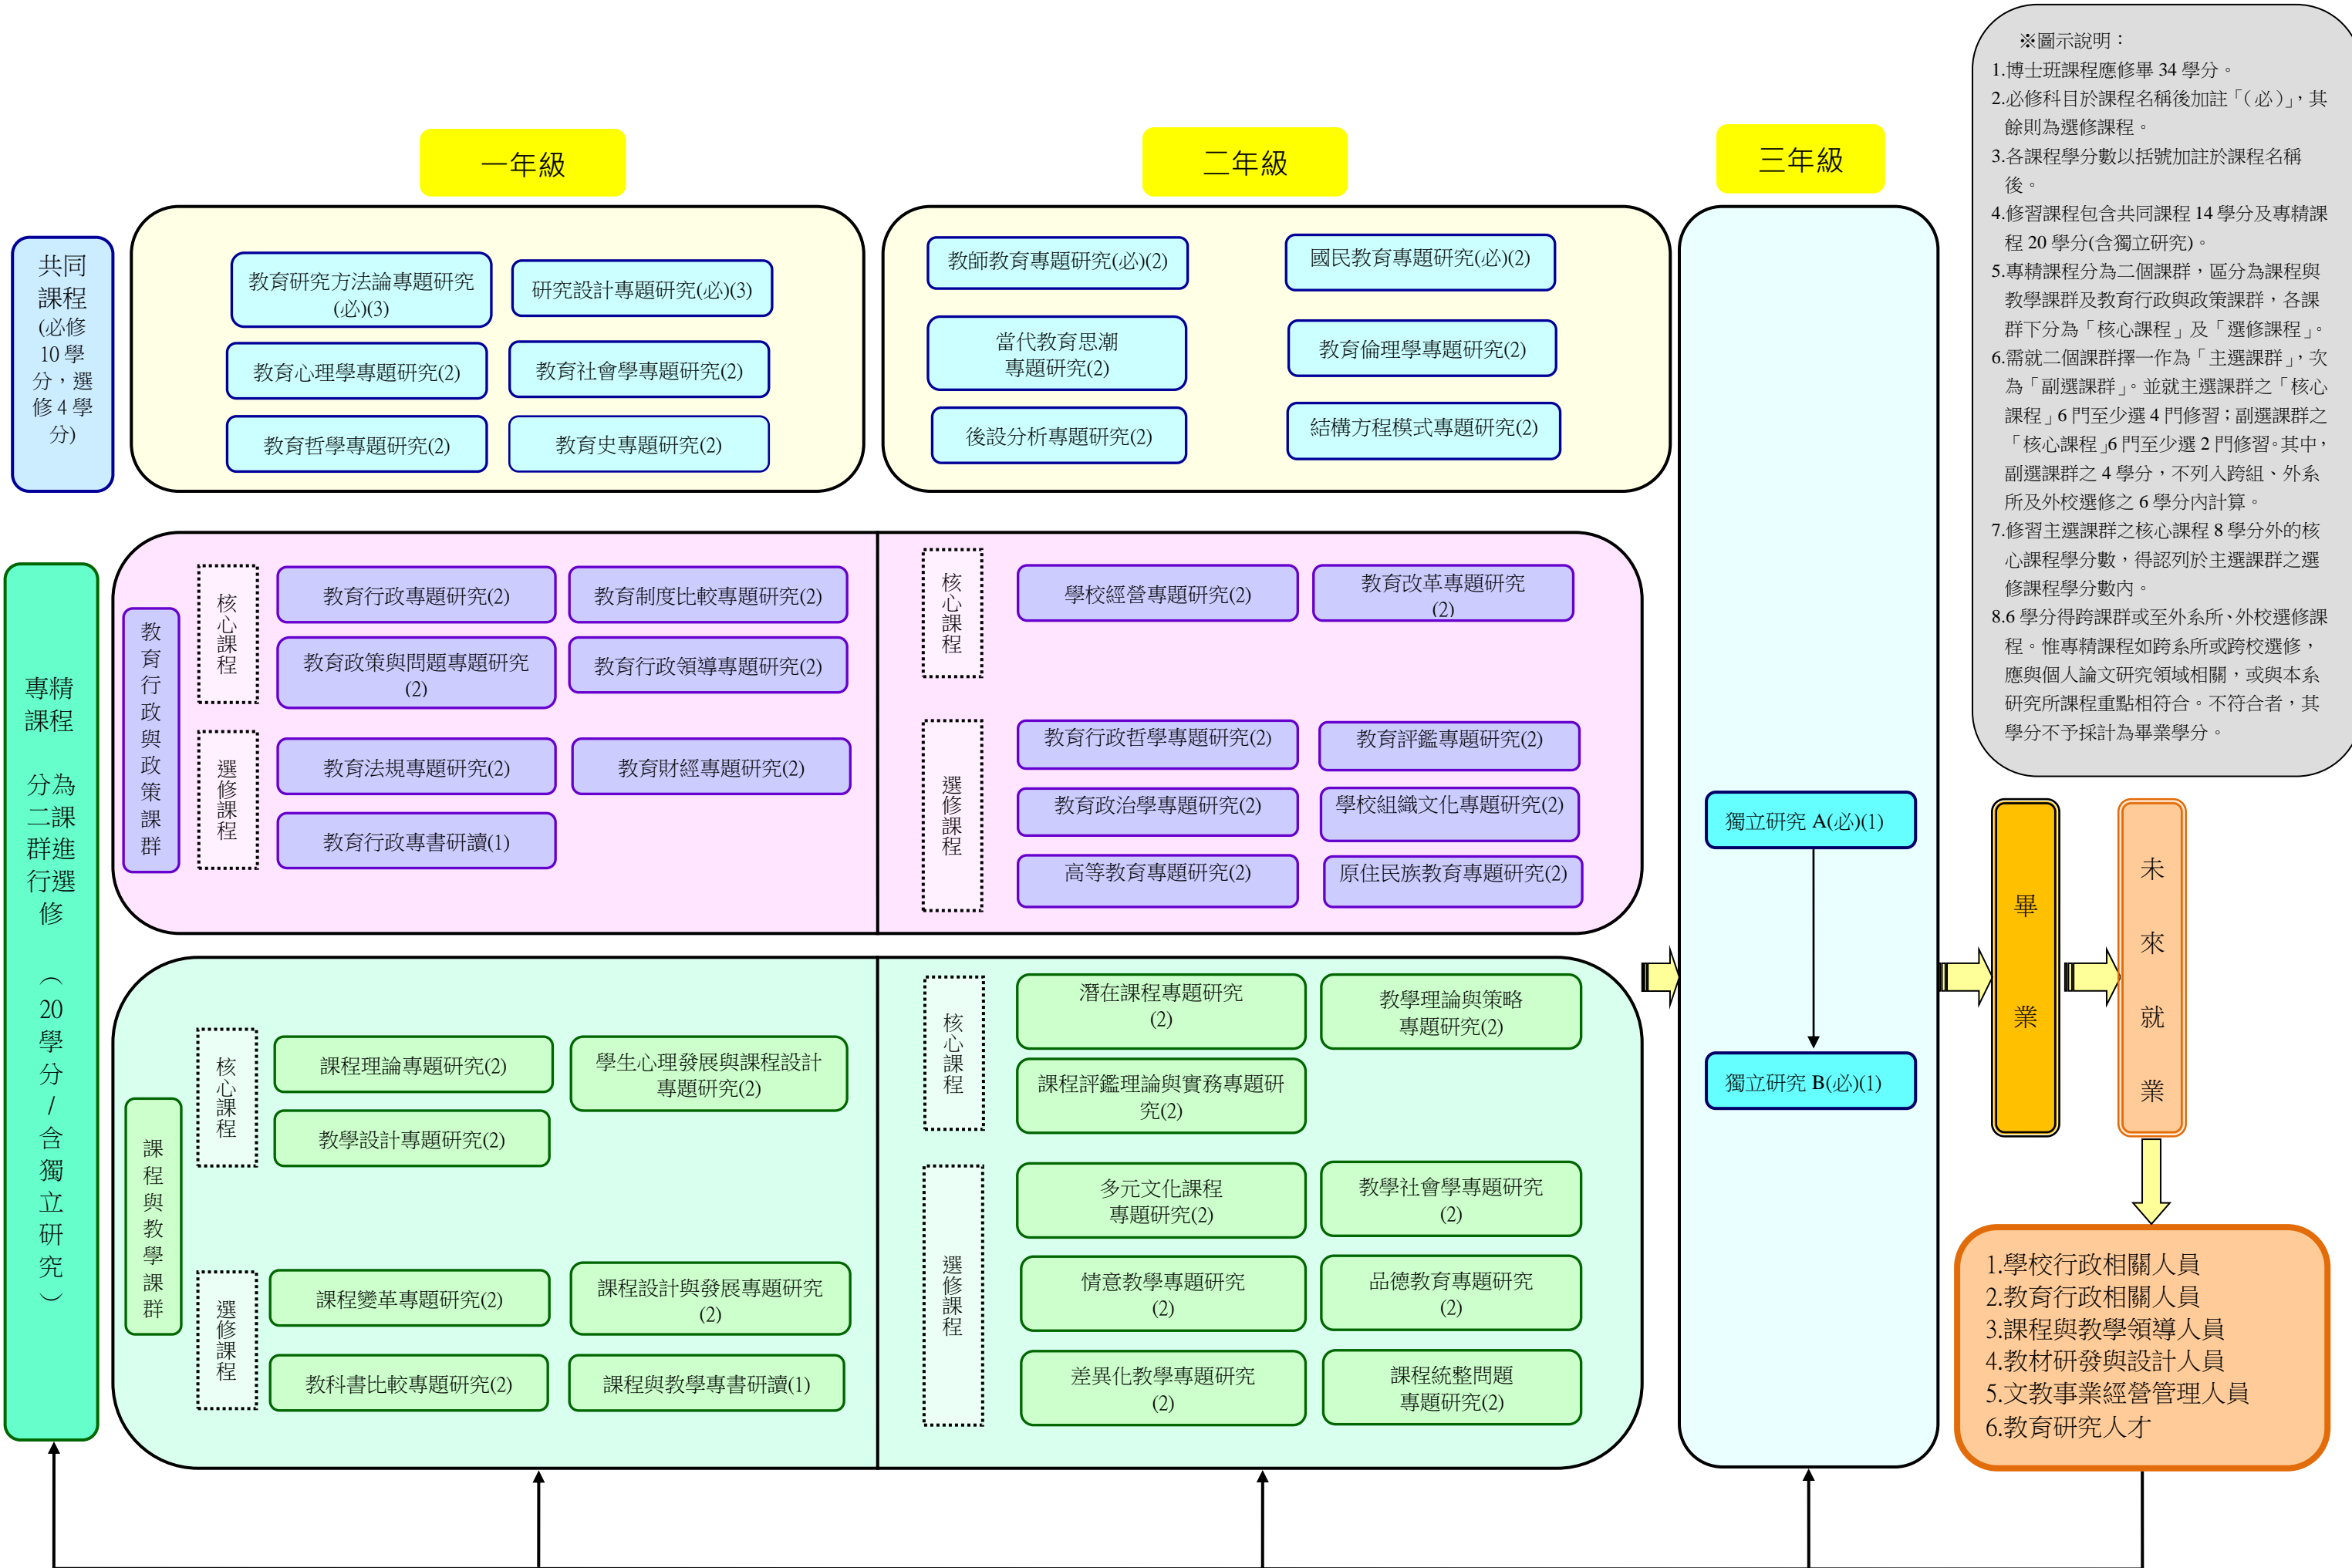 ※圖示說明：
1.博士班課程應修畢 34 學分。
2.必修科目於課程名稱後加註「（必）」，其
餘則為選修課程。
3.各課程學分數以括號加註於課程名稱
後。
4.修習課程包含共同課程 14 學分及專精課
程 20 學分(含獨立研究)。
5.專精課程分為二個課群，區分為課程與
教學課群及教育行政與政策課群，各課
群下分為「核心課程」及「選修課程」。
6.需就二個課群擇一作為「主選課群」，次
為「副選課群」。並就主選課群之「核心
課程」6 門至少選 4 門修習；副選課群之
「核心課程」6 門至少選 2 門修習。其中，
副選課群之 4 學分，不列入跨組、外系
所及外校選修之 6 學分內計算。
7.修習主選課群之核心課程 8 學分外的核
心課程學分數，得認列於主選課群之選
修課程學分數內。
8.6 學分得跨課群或至外系所、外校選修課
程。惟專精課程如跨系所或跨校選修，
應與個人論文研究領域相關，或與本系
研究所課程重點相符合。不符合者，其
學分不予採計為畢業學分。
一年級
二年級
三年級
共同
課程
(必修
10 學
分，選
修 4 學
分)
教育研究方法論專題研究
(必)(3)
研究設計專題研究(必)(3)
教育心理學專題研究(2)
教育社會學專題研究(2)
教育哲學專題研究(2)
教育史專題研究(2)
教師教育專題研究(必)(2)
國民教育專題研究(必)(2)
當代教育思潮
專題研究(2)
教育倫理學專題研究(2)
後設分析專題研究(2)
結構方程模式專題研究(2)
專精
課程
分為
二課
群進
行選
修
（20學分/含獨立研究）
教育行政與政策課群
核心課程
教育行政專題研究(2)
教育制度比較專題研究(2)
教育政策與問題專題研究
(2)
教育行政領導專題研究(2)
選修課程
教育法規專題研究(2)
教育財經專題研究(2)
教育行政專書研讀(1)
核心課程
學校經營專題研究(2)
教育改革專題研究
(2)
選修課程
教育行政哲學專題研究(2)
教育評鑑專題研究(2)
教育政治學專題研究(2)
學校組織文化專題研究(2)
高等教育專題研究(2)
原住民族教育專題研究(2)
課程與教學課群
核心課程
課程理論專題研究(2)
學生心理發展與課程設計
專題研究(2)
教學設計專題研究(2)
選修課程
課程變革專題研究(2)
課程設計與發展專題研究
(2)
教科書比較專題研究(2)
課程與教學專書研讀(1)
核心課程
潛在課程專題研究
(2)
教學理論與策略
專題研究(2)
課程評鑑理論與實務專題研
究(2)
選修課程
多元文化課程
專題研究(2)
教學社會學專題研究
(2)
情意教學專題研究
(2)
品德教育專題研究
(2)
差異化教學專題研究
(2)
課程統整問題
專題研究(2)
獨立研究 A(必)(1)
獨立研究 B(必)(1)
畢業
未來就業
1.學校行政相關人員
2.教育行政相關人員
3.課程與教學領導人員
4.教材研發與設計人員
5.文教事業經營管理人員
6.教育研究人才